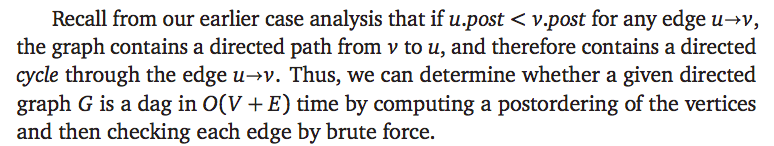 Recall from our earlier case analysis that if u.post < v.post for any edge u→v,
the graph contains a directed path from v to u, and therefore contains a directed
cycle through the edge u→v. Thus, we can determine whether a given directed
graph G is a dag in O(V + E) time by computing a postordering of the vertices
and then checking each edge by brute force.